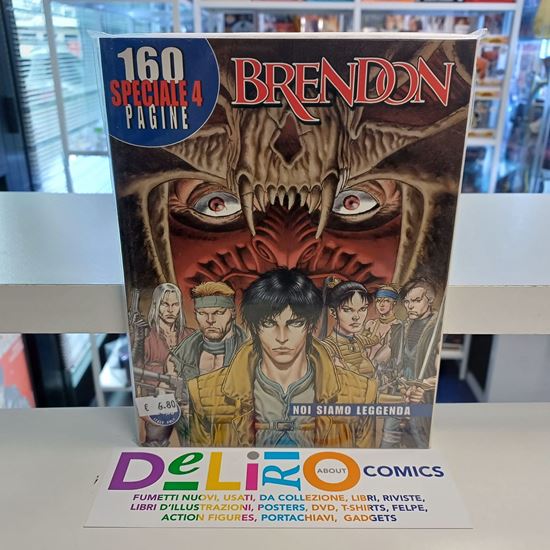 160
SPECIALE 4
PAGINE
BRENDON
NOI SIAMO LEGGENDA
€ 6.80
DeLiRiO
ABOUT
COMICS
FUMETTI NUOVI, USATI, DA COLLEZIONE, LIBRI, RIVISTE,
LIBRI D'ILLUSTRAZIONI, POSTERS, DVD, T-SHIRTS, FELPE,
ACTION FIGURES, PORTACHIAVI, GADGETS